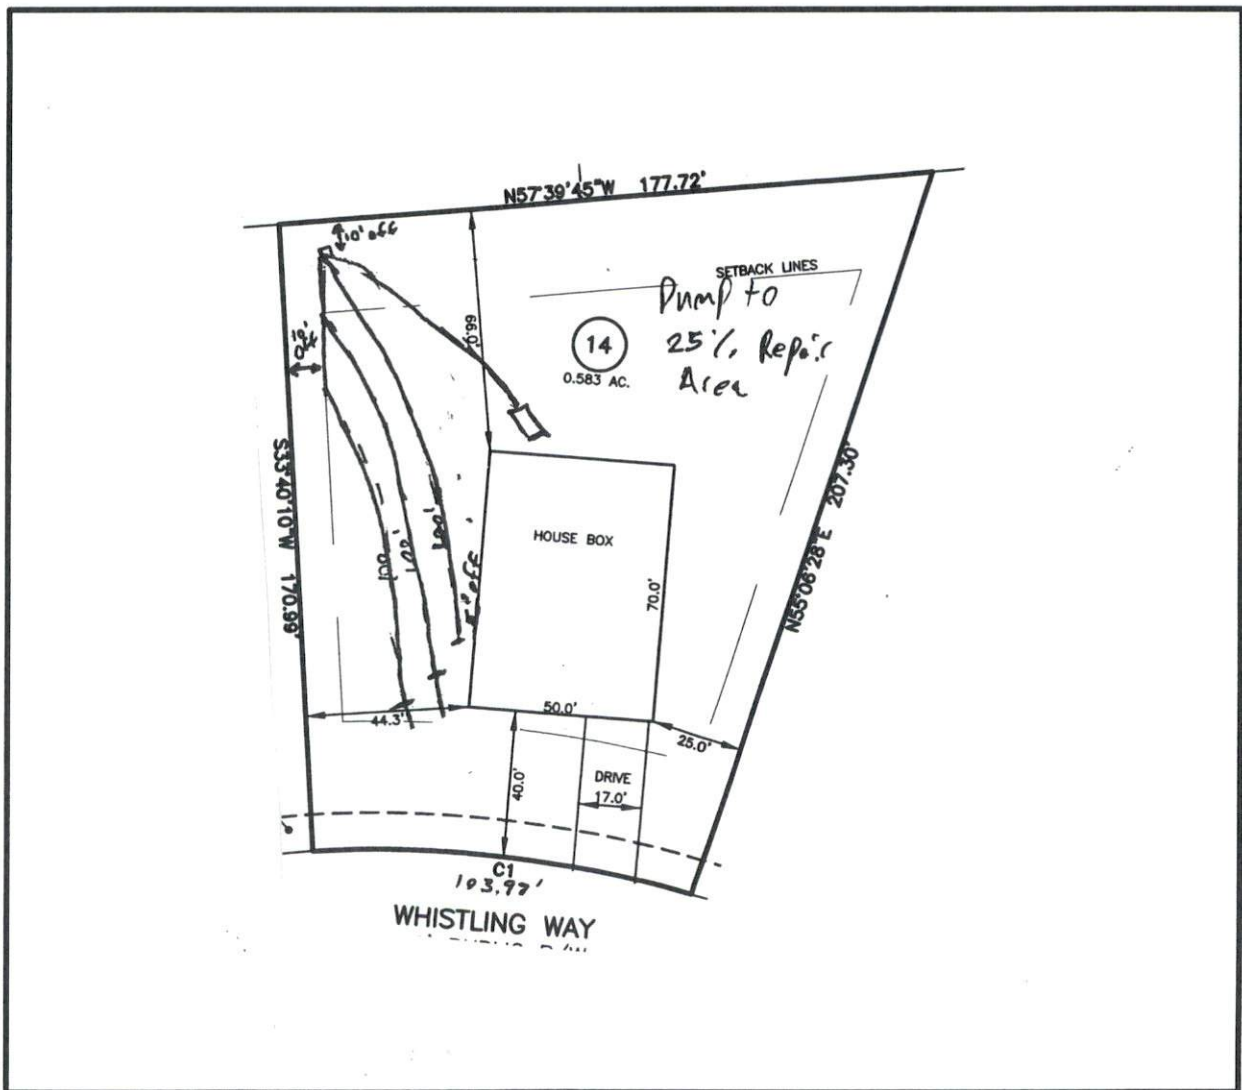 N57°39'45"W 177.72'
10' off
SETBACK LINES
Pump to
25% Repair
Area
14
0.583 AC.
66.0'
10'
off
S33°40'10"W 170.99'
N55°06'28"E 207.30'
HOUSE BOX
70.0'
100'
100'
100'
5' off
50.0'
44.3'
25.0'
40.0'
DRIVE
17.0'
C1
103.97'
WHISTLING WAY